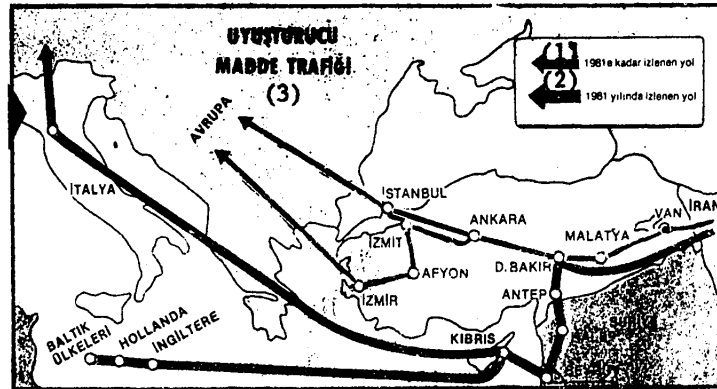 UYUŞTURUCU
MADDE TRAFİĞİ
(3)
(1)
1981e kadar izlenen yol
(2)
1981 yılında izlenen yol
AVRUPA
İTALYA
İSTANBUL
ANKARA
VAN
İRAN
MALATYA
İZMİT
D. BAKIR
AFYON
ANTEP
İZMİR
KIBRIS
BALTIK
ÜLKELERİ
HOLLANDA
İNGİLTERE